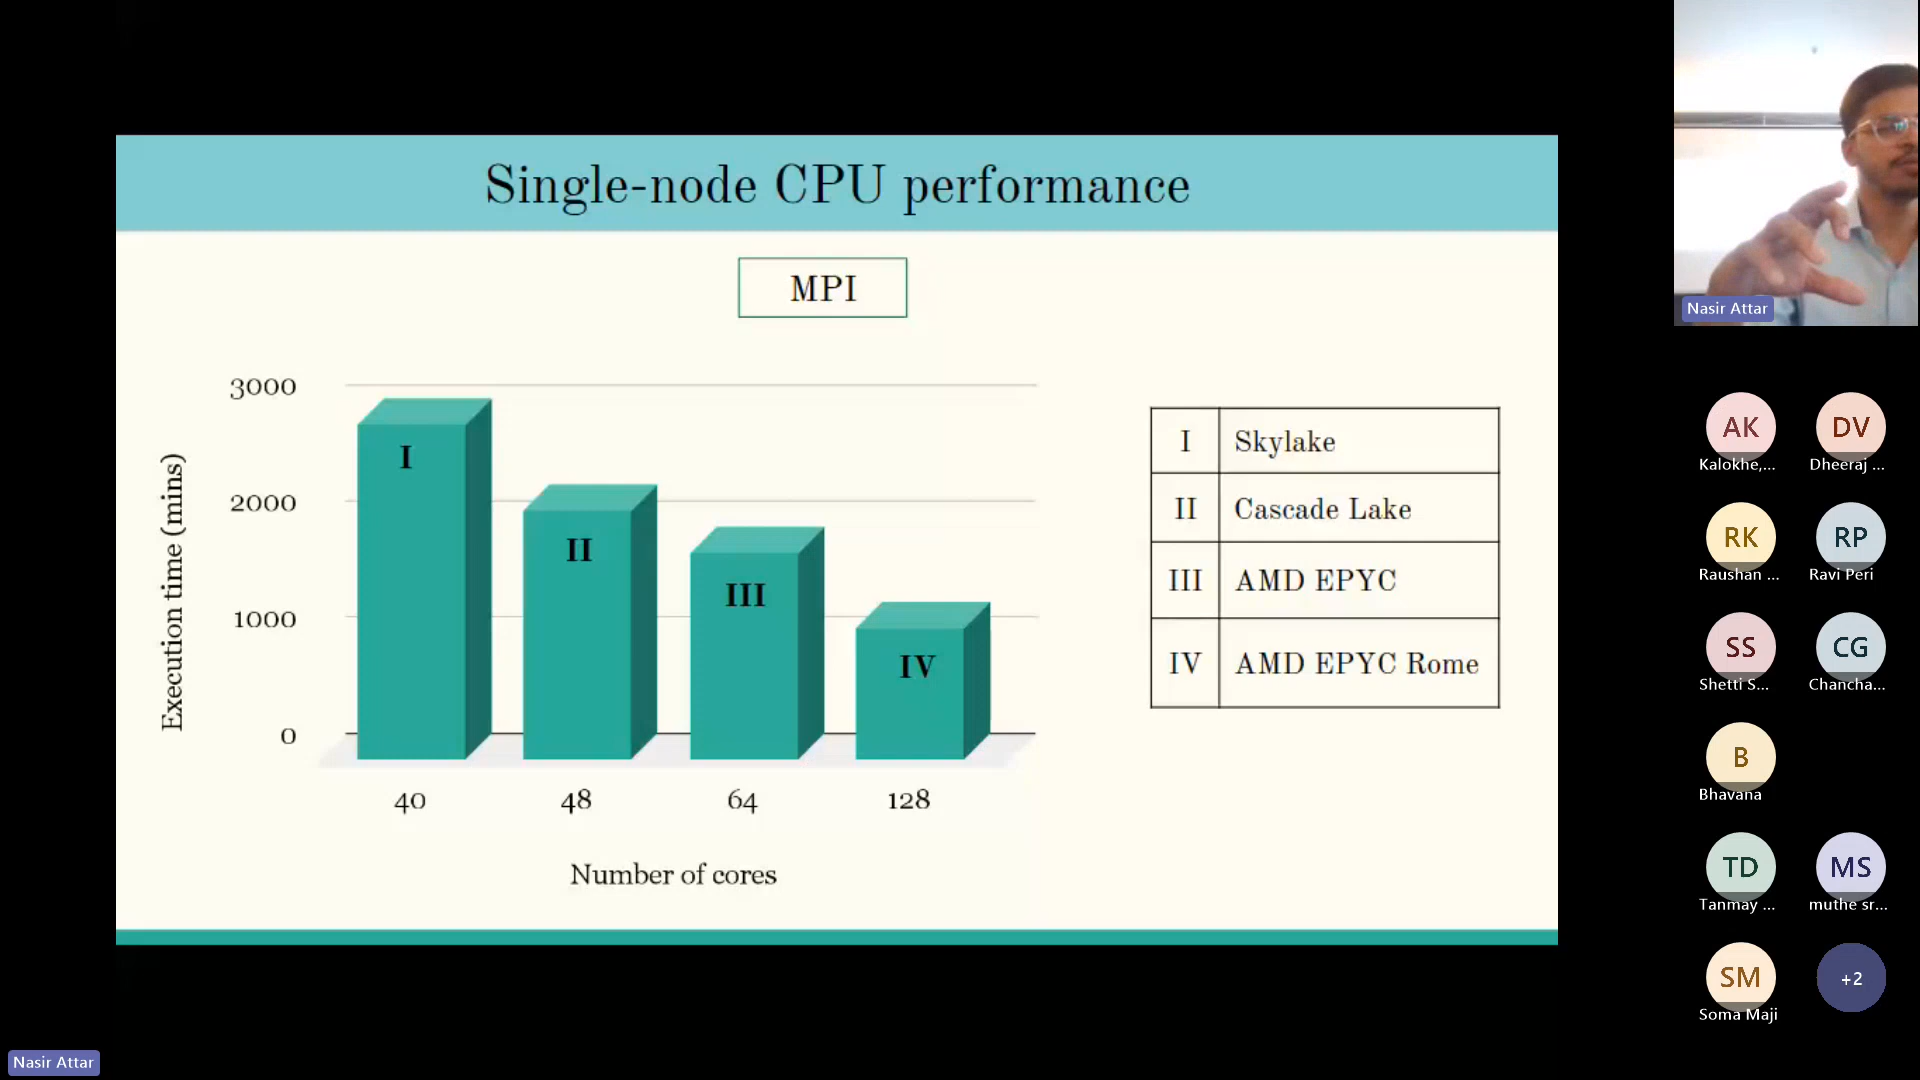 Single-node CPU performance
MPI
Execution time (mins)
3000
2000
1000
0
I
II
III
IV
40
48
64
128
Number of cores
I Skylake
II Cascade Lake
III AMD EPYC
IV AMD EPYC Rome
Nasir Attar
AK
Kalokhe,...
DV
Dheeraj ...
RK
Raushan ...
RP
Ravi Peri
SS
Shetti S...
CG
Chancha...
B
Bhavana
TD
Tanmay ...
MS
muthe sr...
SM
Soma Maji
+2
Nasir Attar